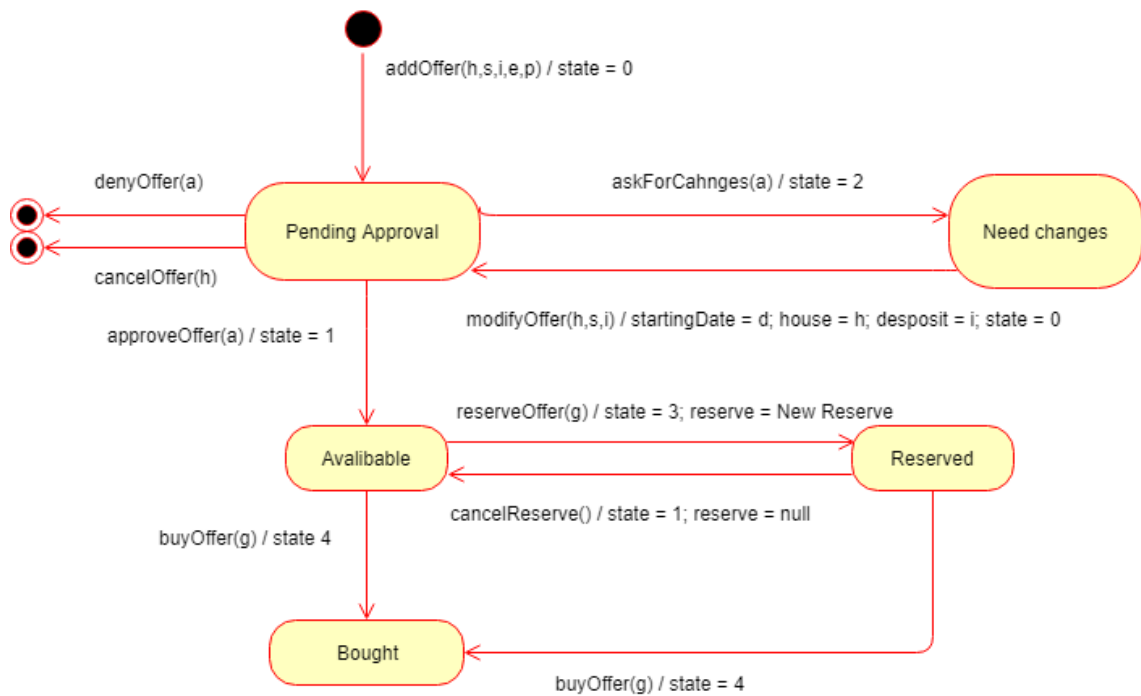 addOffer(h,s,i,e,p) / state = 0
denyOffer(a)
askForCahnges(a) / state = 2
Pending Approval
Need changes
cancelOffer(h)
modifyOffer(h,s,i) / startingDate = d; house = h; desposit = i; state = 0
approveOffer(a) / state = 1
reserveOffer(g) / state = 3; reserve = New Reserve
Avalibable
Reserved
cancelReserve() / state = 1; reserve = null
buyOffer(g) / state 4
Bought
buyOffer(g) / state = 4